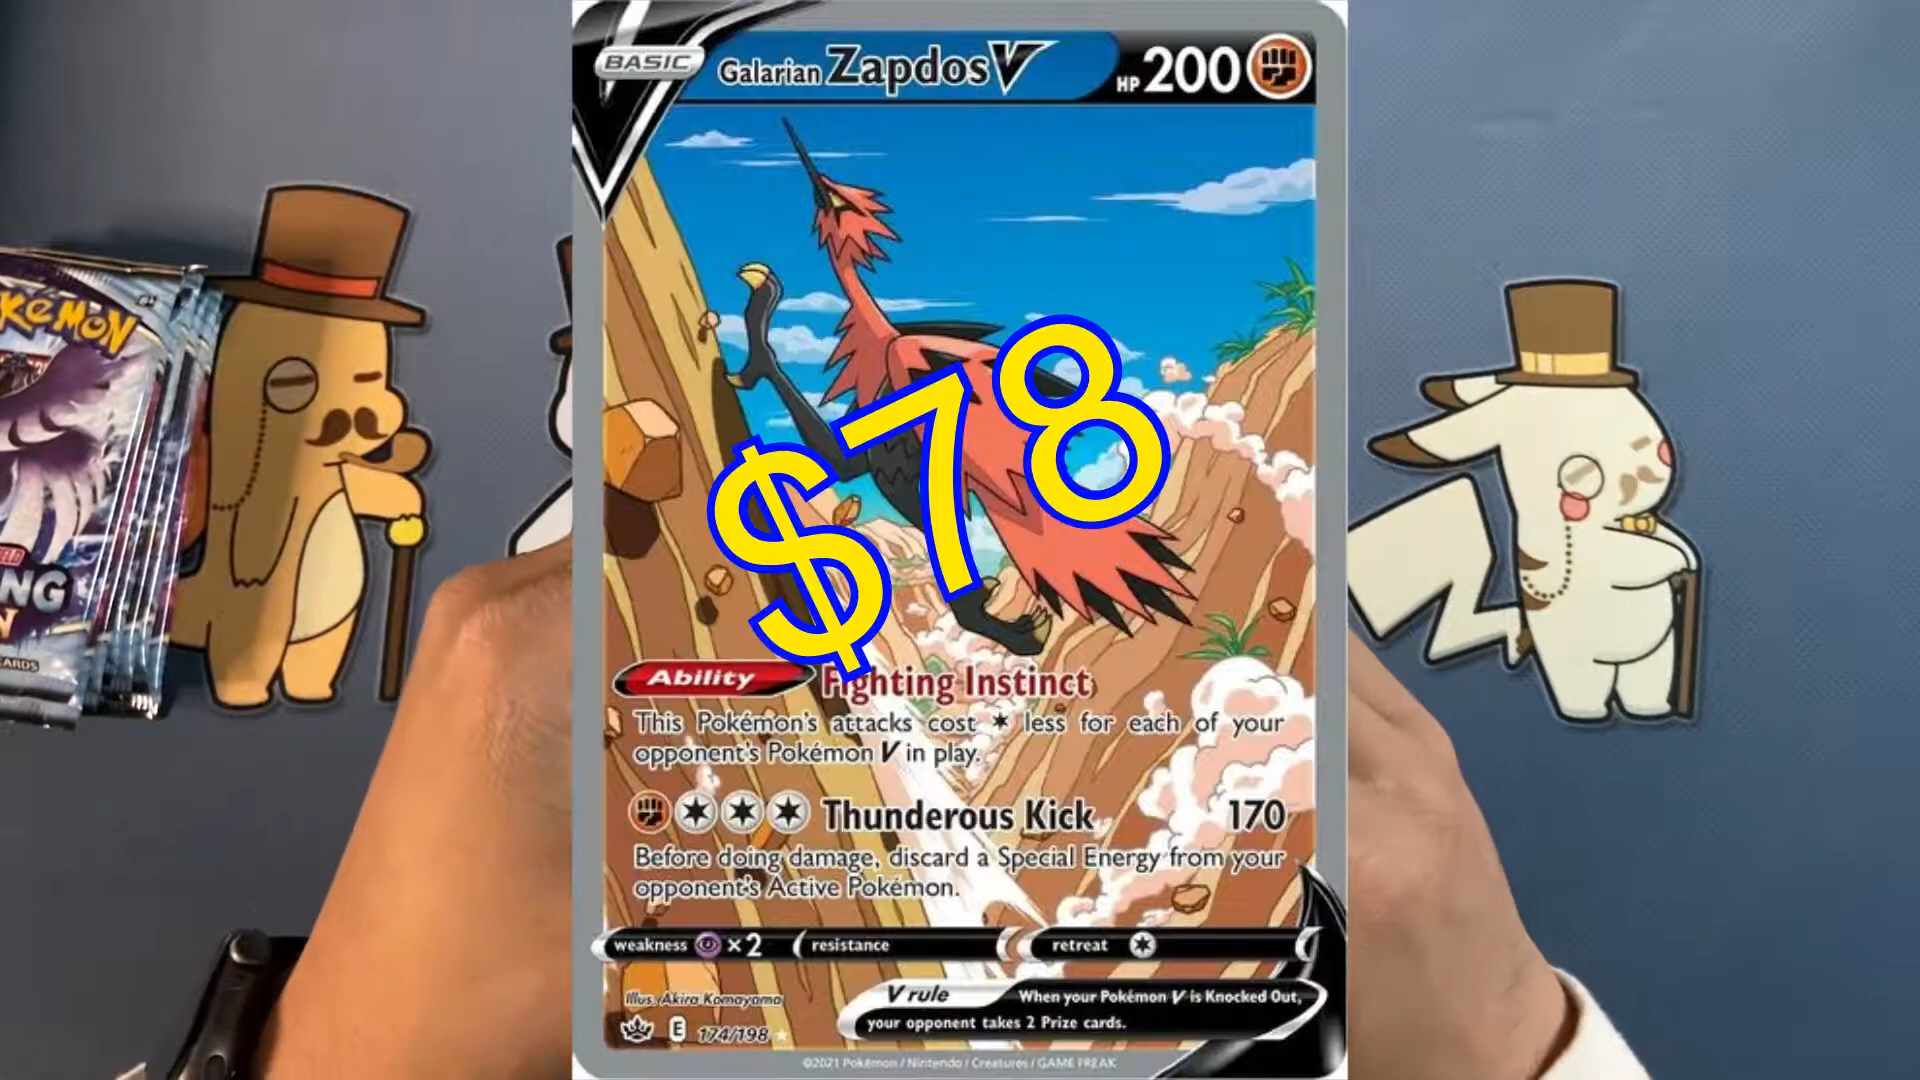 BASIC
Galarian Zapdos V
HP 200
POKéMON
$78
NG
N
CARDS
Ability Fighting Instinct
This Pokémon's attacks cost ✶ less for each of your
opponent's Pokémon V in play.
Thunderous Kick 170
Before doing damage, discard a Special Energy from your
opponent's Active Pokémon.
weakness ×2 resistance retreat
Illus. Akira Komayama
V rule When your Pokémon V is Knocked Out,
your opponent takes 2 Prize cards.
E 174/198
©2021 Pokémon / Nintendo / Creatures / GAME FREAK